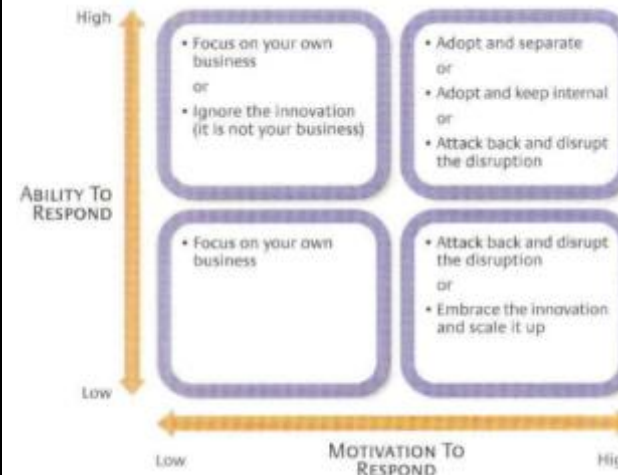 High
• Focus on your own
business
or
• Ignore the innovation
(it is not your business)
• Adopt and separate
or
• Adopt and keep internal
or
• Attack back and disrupt
the disruption
ABILITY TO
RESPOND
• Focus on your own
business
• Attack back and disrupt
the disruption
or
• Embrace the innovation
and scale it up
Low
Low
MOTIVATION TO
RESPOND
Hig